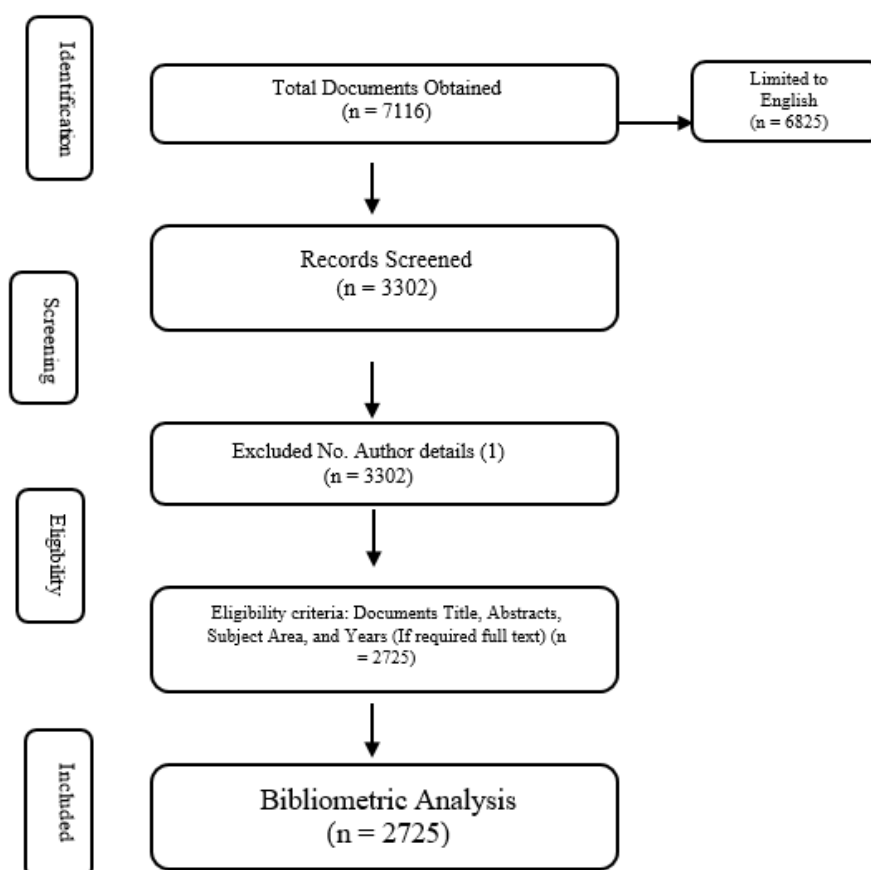 Identification
Total Documents Obtained
(n = 7116)
Limited to
English
(n = 6825)
Screening
Records Screened
(n = 3302)
Excluded No. Author details (1)
(n = 3302)
Eligibility
Eligibility criteria: Documents Title, Abstracts,
Subject Area, and Years (If required full text) (n
= 2725)
Included
Bibliometric Analysis
(n = 2725)